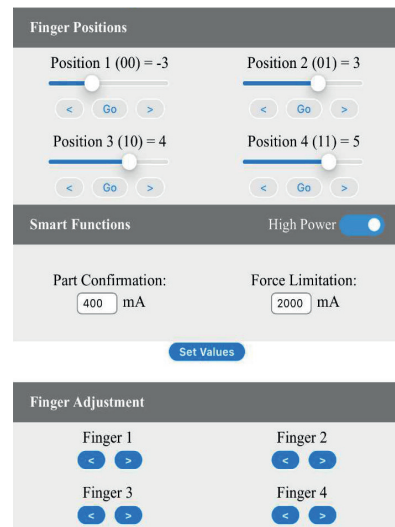 Finger Positions
Position 1 (00) = -3
Position 2 (01) = 3
< Go >
< Go >
Position 3 (10) = 4
Position 4 (11) = 5
< Go >
< Go >
Smart Functions
High Power
Part Confirmation:
Force Limitation:
400 mA
2000 mA
Set Values
Finger Adjustment
Finger 1
Finger 2
< >
< >
Finger 3
Finger 4
< >
< >